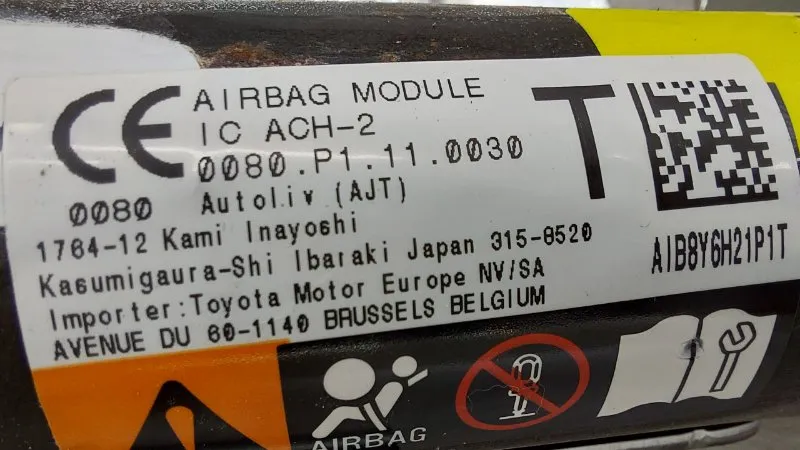 CE
AIRBAG MODULE
IC ACH-2
0080.P1.11.0030
T
0080
Autoliv (AJT)
1764-12 Kami Inayoshi
Kasumigaura-Shi Ibaraki Japan 315-8520
Importer:Toyota Motor Europe NV/SA
AVENUE DU 60-1140 BRUSSELS BELGIUM
AIB8Y6H21P1T
AIRBAG